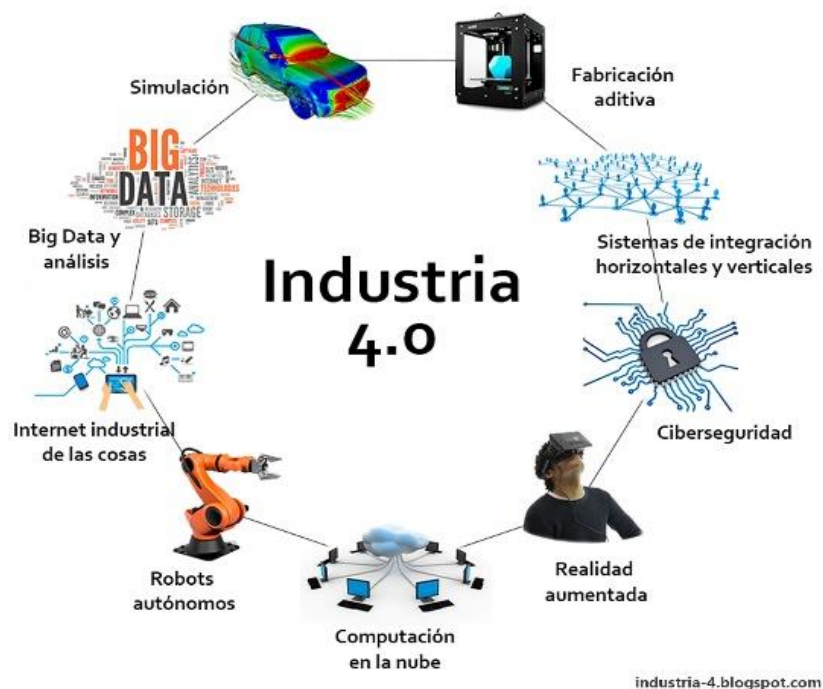 Simulación
Fabricación
aditiva
BIG
DATA
STORAGE
Big Data y
análisis
Sistemas de integración
horizontales y verticales
Industria
4.0
Internet industrial
de las cosas
Ciberseguridad
Robots
autónomos
Realidad
aumentada
Computación
en la nube
industria-4.blogspot.com